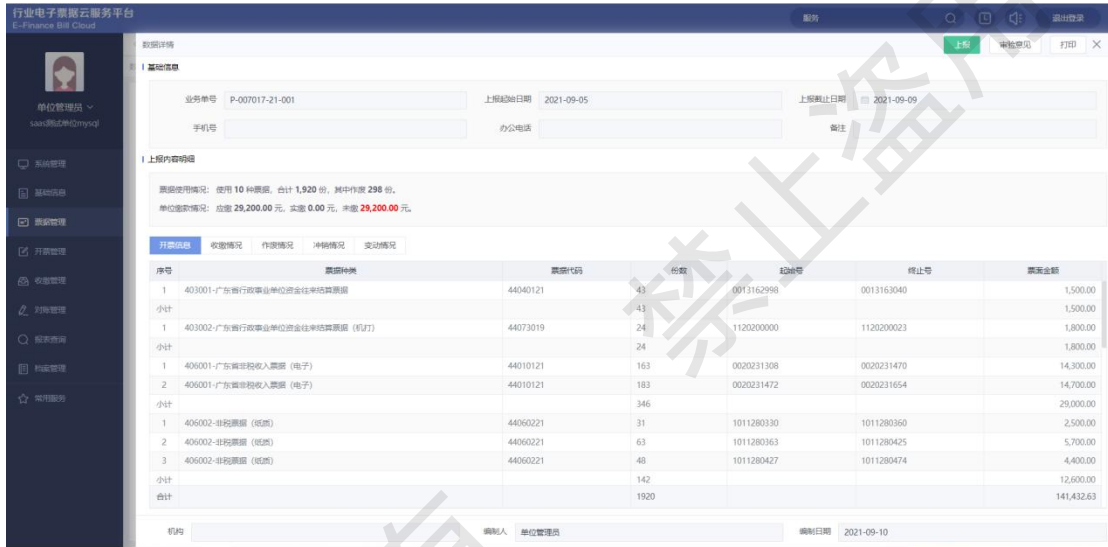 行业电子票据云服务平台
E-Finance Bill Cloud
服务
退出登录
单位管理员
saas测试单位mysql
系统管理
基础信息
票据管理
开票管理
收缴管理
对账管理
报表查询
档案管理
常用服务
数据详情 上报 审验意见 打印
基础信息
业务单号 P-007017-21-001 上报起始日期 2021-09-05 上报截止日期 2021-09-09
手机号 办公电话 备注
上报内容明细
票据使用情况: 使用 10 种票据, 合计 1,920 份, 其中作废 298 份。
单位缴款情况: 应缴 29,200.00 元, 实缴 0.00 元, 未缴 29,200.00 元。
开票信息 收缴情况 作废情况 冲销情况 变动情况
序号 票据种类 票据代码 份数 起始号 终止号 票面金额
1 403001-广东省行政事业单位资金往来结算票据 44040121 43 0013162998 0013163040 1,500.00
小计 43 1,500.00
1 403002-广东省行政事业单位资金往来结算票据 (机打) 44073019 24 1120200000 1120200023 1,800.00
小计 24 1,800.00
1 406001-广东省非税收入票据 (电子) 44010121 163 0020231308 0020231470 14,300.00
2 406001-广东省非税收入票据 (电子) 44010121 183 0020231472 0020231654 14,700.00
小计 346 29,000.00
1 406002-非税票据 (纸质) 44060221 31 1011280330 1011280360 2,500.00
2 406002-非税票据 (纸质) 44060221 63 1011280363 1011280425 5,700.00
3 406002-非税票据 (纸质) 44060221 48 1011280427 1011280474 4,400.00
小计 142 12,600.00
合计 1920 141,432.63
机构 编制人 单位管理员 编制日期 2021-09-10
禁止盗用